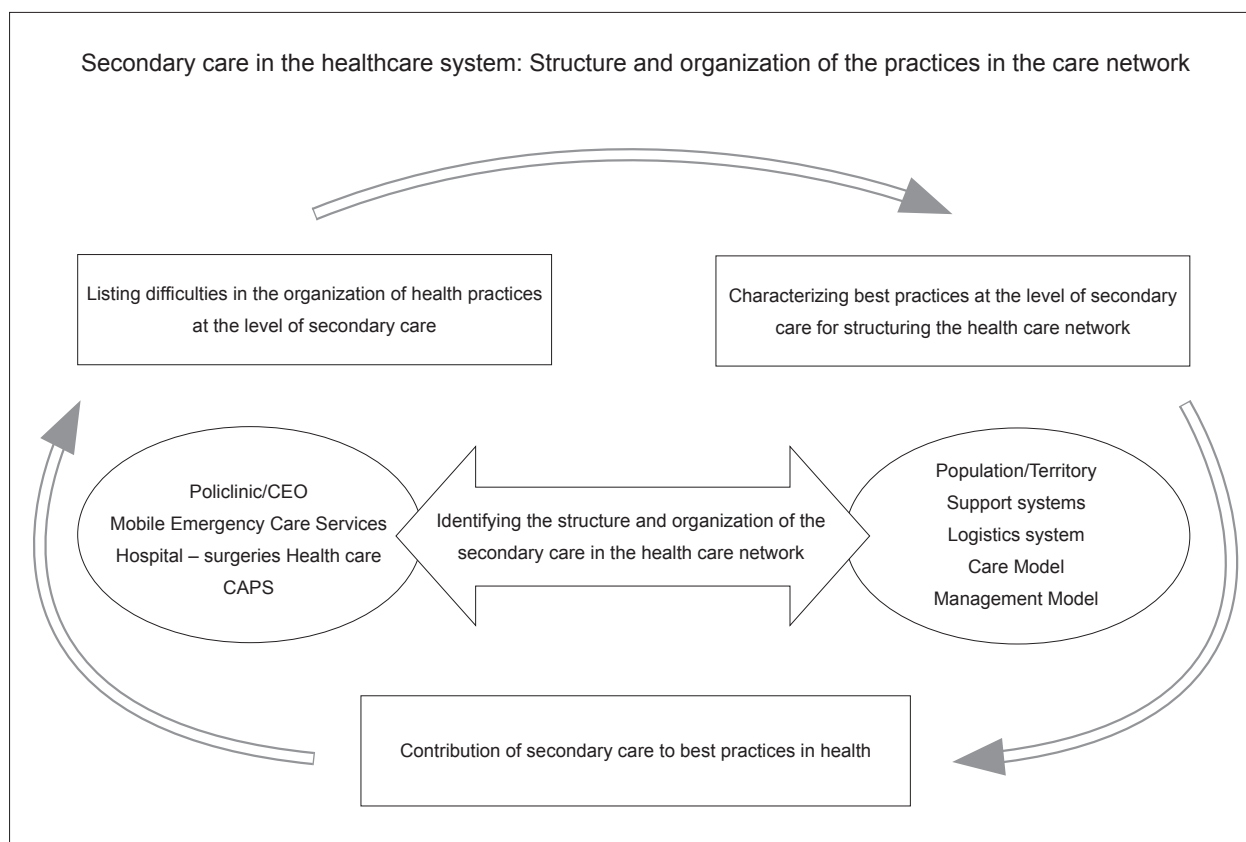 Secondary care in the healthcare system: Structure and organization of the practices in the care network
Listing difficulties in the organization of health practices
at the level of secondary care
Characterizing best practices at the level of secondary
care for structuring the health care network
Policlinic/CEO
Mobile Emergency Care Services
Hospital – surgeries Health care
CAPS
Identifying the structure and organization of the
secondary care in the health care network
Population/Territory
Support systems
Logistics system
Care Model
Management Model
Contribution of secondary care to best practices in health